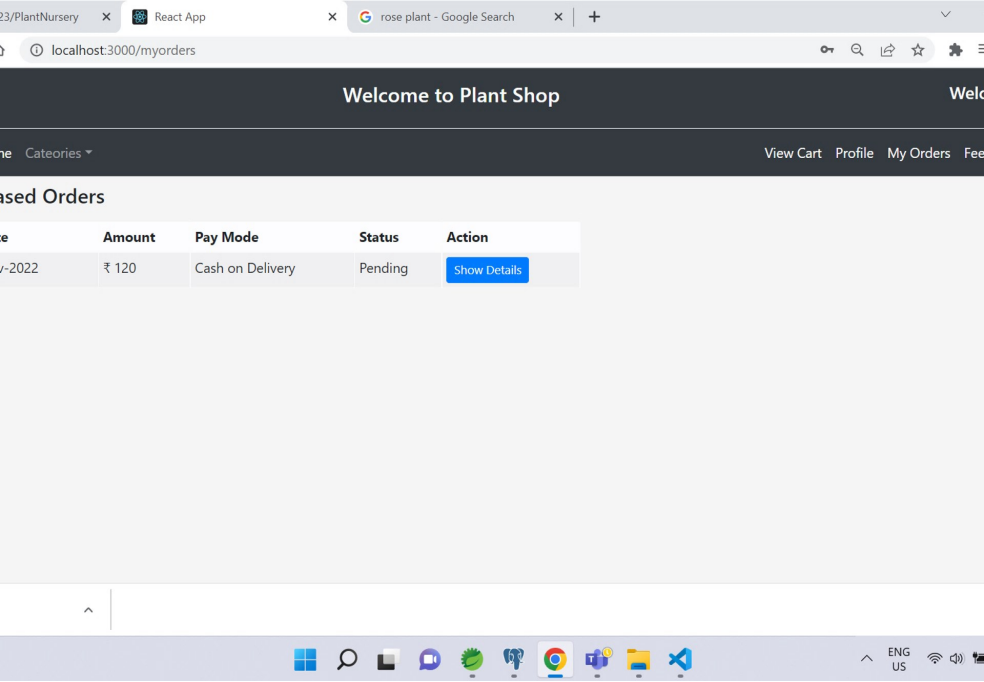 23/PlantNursery React App rose plant - Google Search
localhost:3000/myorders
Welcome to Plant Shop Welc
ne Cateories View Cart Profile My Orders Fee
ased Orders
te Amount Pay Mode Status Action
v-2022 ₹ 120 Cash on Delivery Pending Show Details
ENG
US